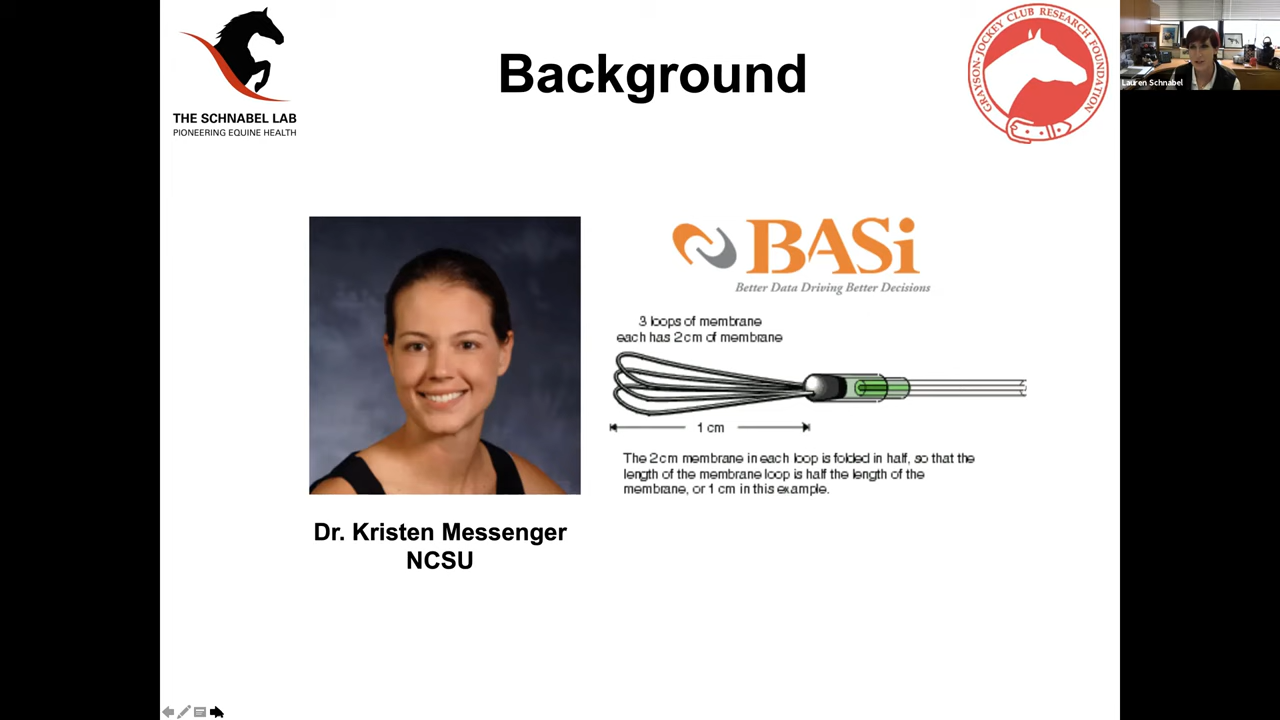 THE SCHNABEL LAB
PIONEERING EQUINE HEALTH
Background
GRAYSON-JOCKEY CLUB RESEARCH FOUNDATION
Lauren Schnabel
BASi
Better Data Driving Better Decisions
3 loops of membrane
each has 2cm of membrane
1 cm
The 2cm membrane in each loop is folded in half, so that the
length of the membrane loop is half the length of the
membrane, or 1 cm in this example.
Dr. Kristen Messenger
NCSU